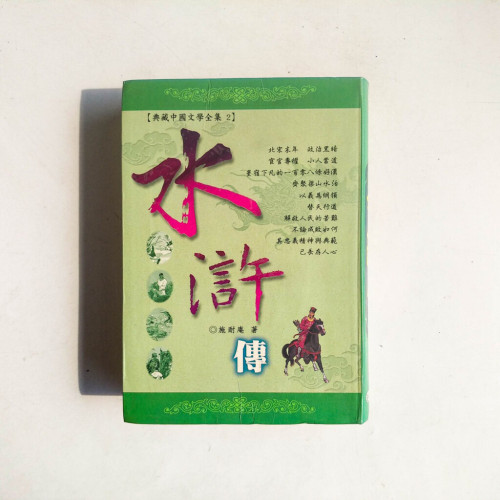 【典藏中國文學全集 2】
水
滸
傳
◎施耐庵 著
北宋末年 政治黑暗
宦官專權 小人當道
星宿下凡的一百零八條好漢
齊聚梁山水泊
以義為綱領
替天行道
解救人民的苦難
不論成敗如何
其忠義精神與典範
已長存人心